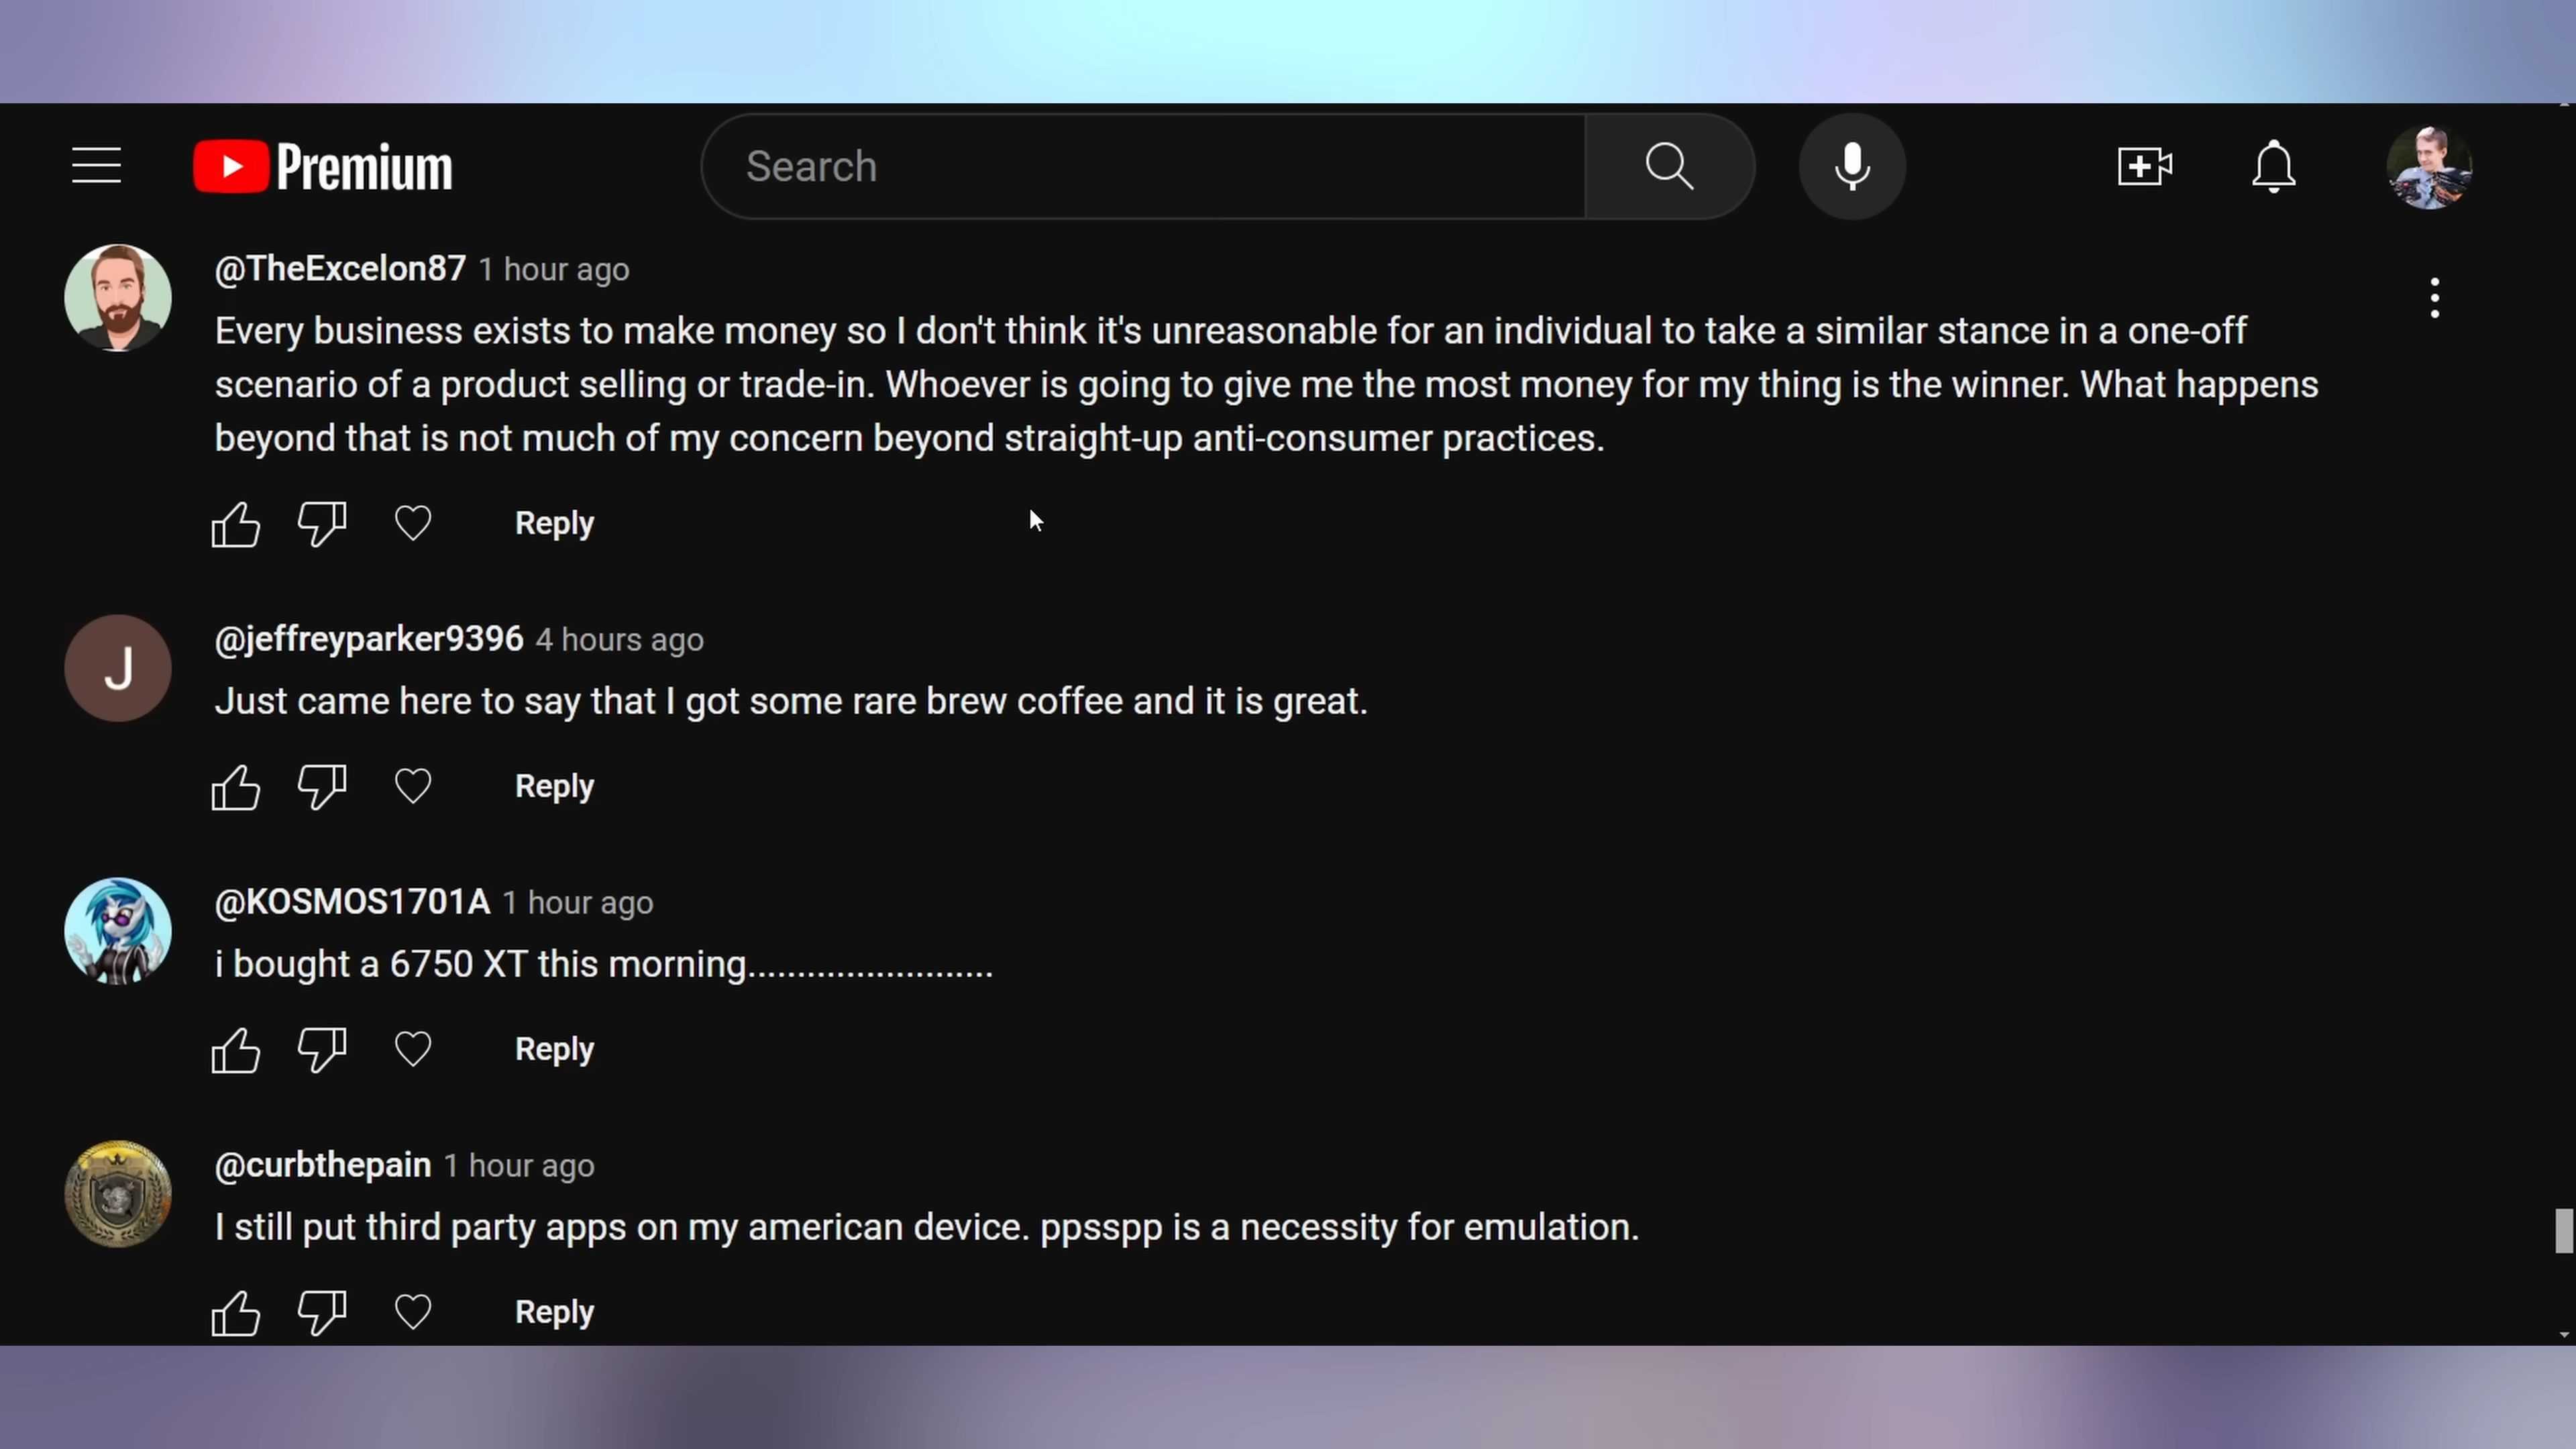 Premium
Search
@TheExcelon87 1 hour ago
Every business exists to make money so I don't think it's unreasonable for an individual to take a similar stance in a one-off
scenario of a product selling or trade-in. Whoever is going to give me the most money for my thing is the winner. What happens
beyond that is not much of my concern beyond straight-up anti-consumer practices.
Reply
J
@jeffreyparker9396 4 hours ago
Just came here to say that I got some rare brew coffee and it is great.
Reply
@KOSMOS1701A 1 hour ago
i bought a 6750 XT this morning........................
Reply
@curbthepain 1 hour ago
I still put third party apps on my american device. ppsspp is a necessity for emulation.
Reply